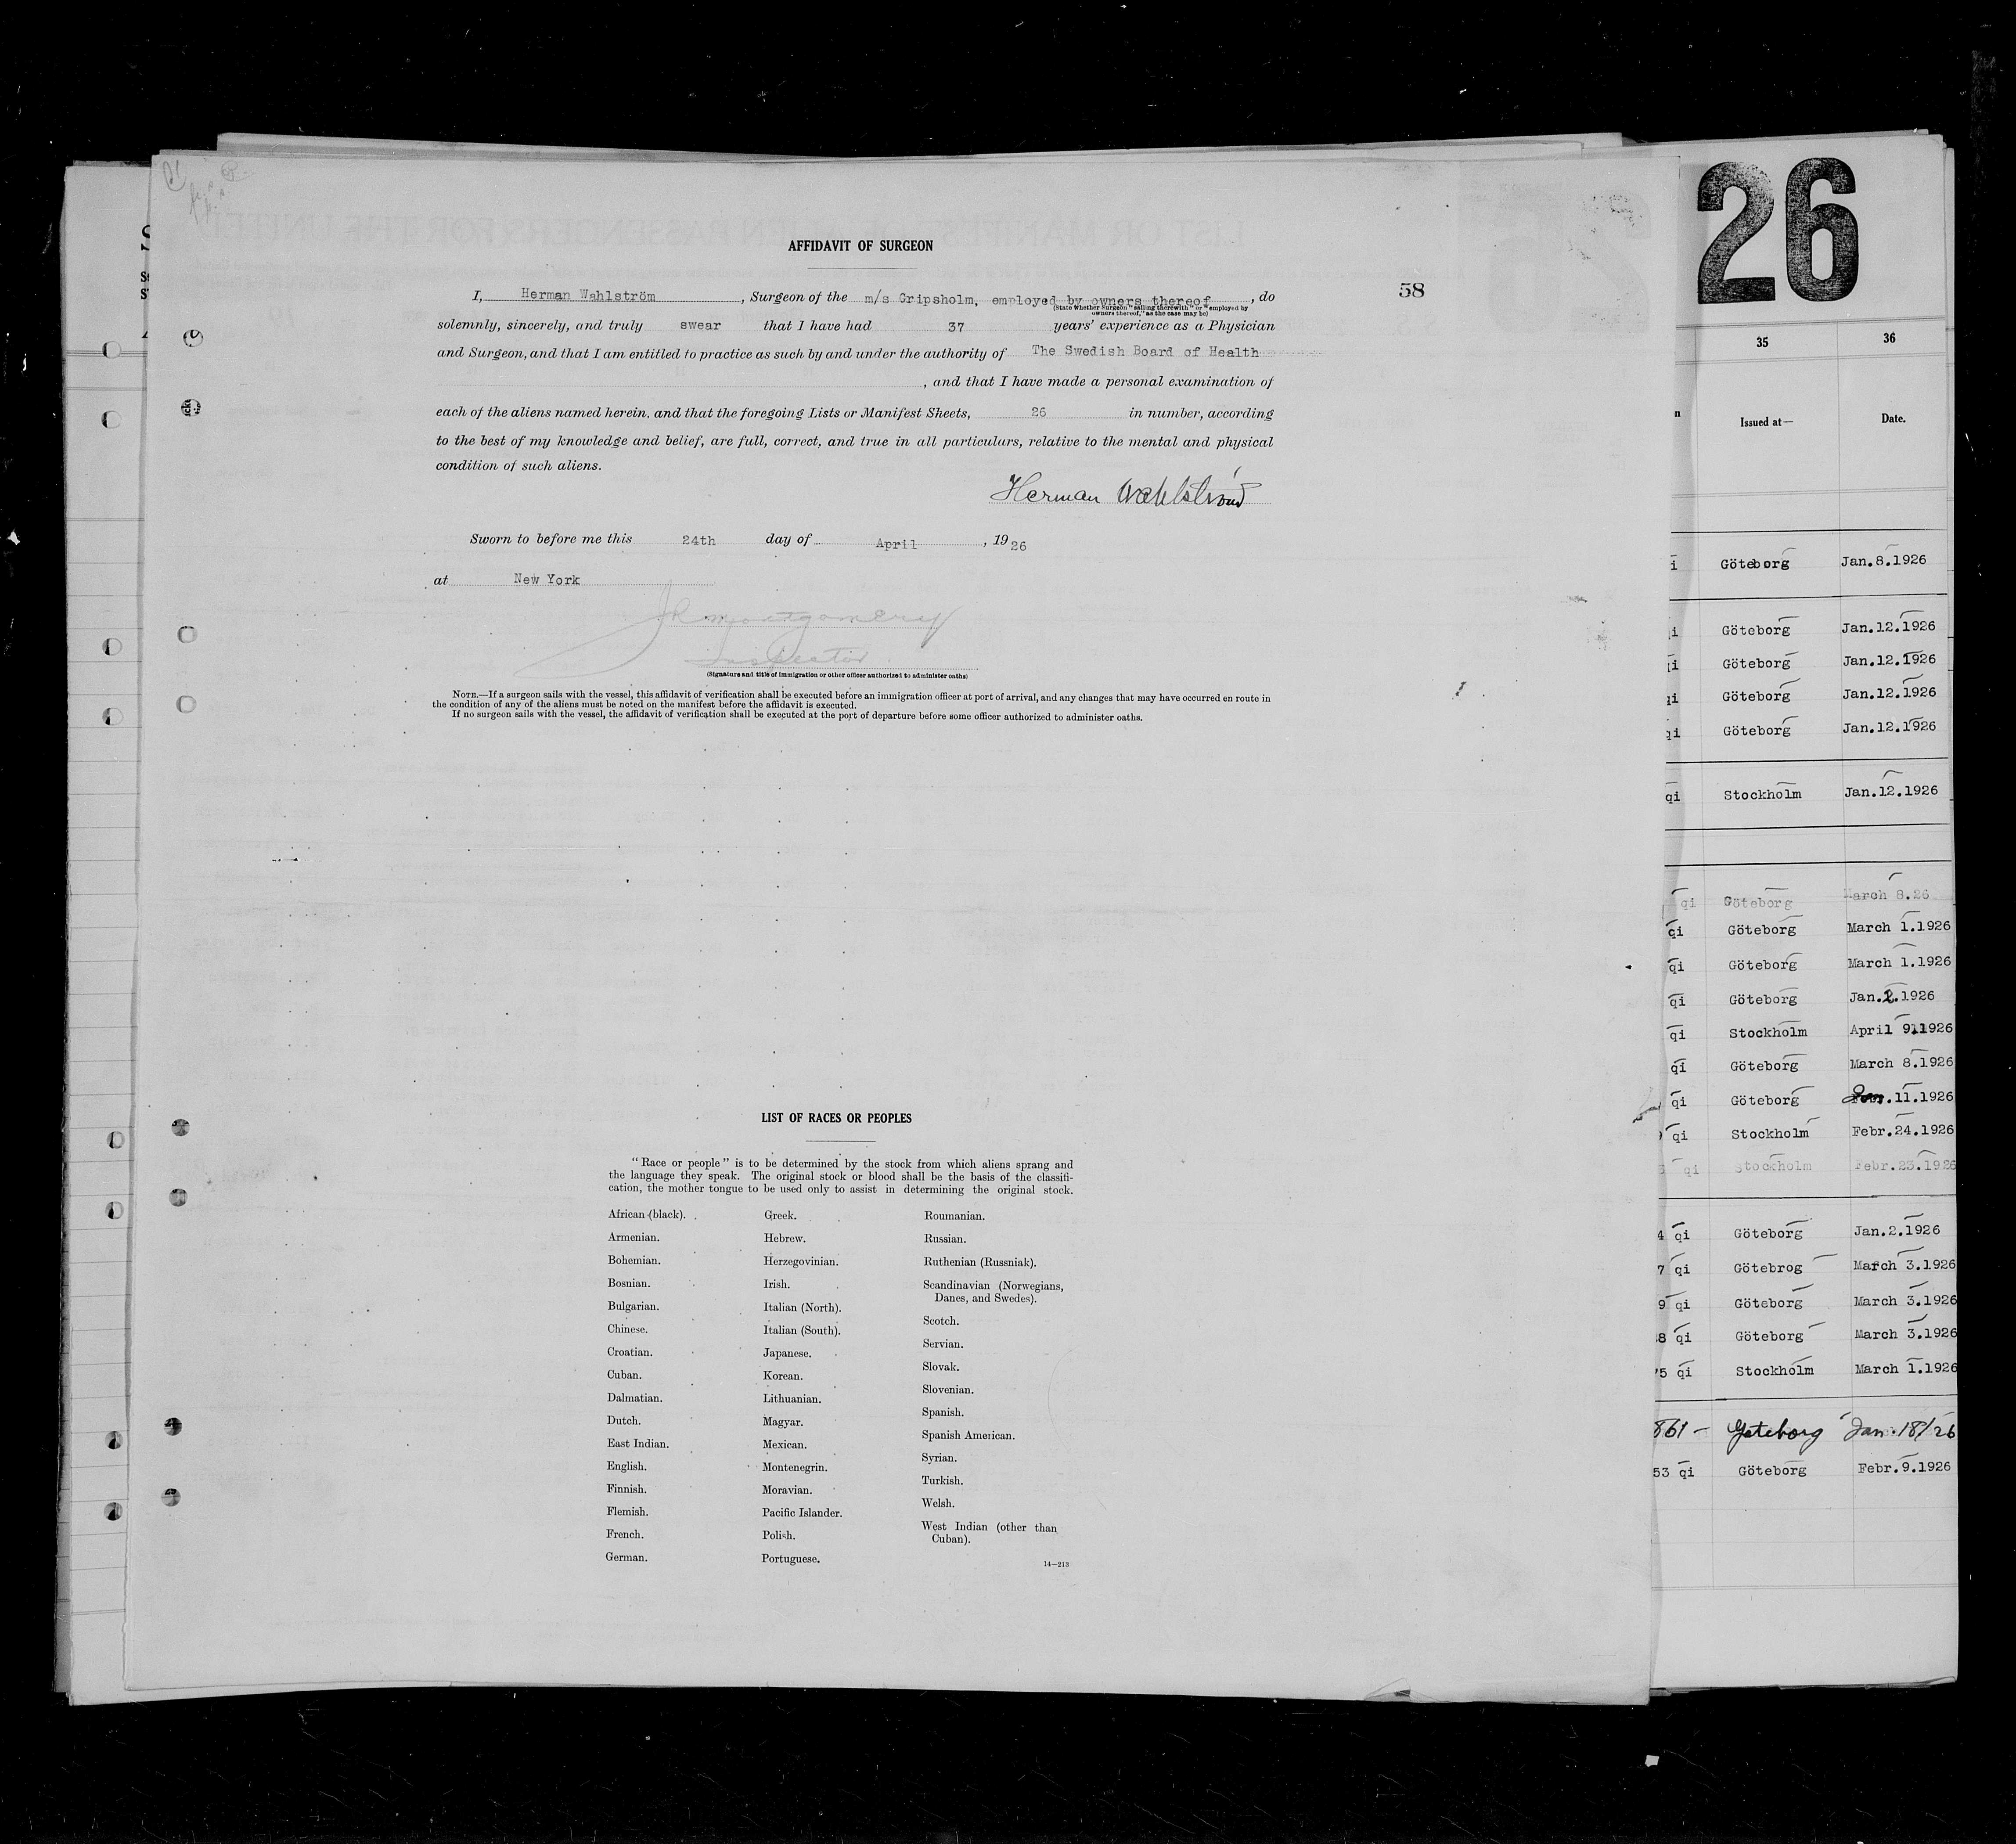 AFFIDAVIT OF SURGEON
58
I, Herman Wahlström, Surgeon of the m/s Gripsholm, employed by owners thereof, do
(State whether Surgeon "sailing therewith" or "employed by
owners thereof," as the case may be)
solemnly, sincerely, and truly swear that I have had 37 years' experience as a Physician
and Surgeon, and that I am entitled to practice as such by and under the authority of The Swedish Board of Health
, and that I have made a personal examination of
each of the aliens named herein, and that the foregoing Lists or Manifest Sheets, 26 in number, according
to the best of my knowledge and belief, are full, correct, and true in all particulars, relative to the mental and physical
condition of such aliens.
Herman Wahlström
Sworn to before me this 24th day of April, 1926
at New York
JR Montgomery
Inspector
(Signature and title of immigration or other officer authorized to administer oaths)
NOTE.—If a surgeon sails with the vessel, this affidavit of verification shall be executed before an immigration officer at port of arrival, and any changes that may have occurred en route in
the condition of any of the aliens must be noted on the manifest before the affidavit is executed.
If no surgeon sails with the vessel, the affidavit of verification shall be executed at the port of departure before some officer authorized to administer oaths.
LIST OF RACES OR PEOPLES
"Race or people" is to be determined by the stock from which aliens sprang and
the language they speak. The original stock or blood shall be the basis of the classifi-
cation, the mother tongue to be used only to assist in determining the original stock.
African (black).
Armenian.
Bohemian.
Bosnian.
Bulgarian.
Chinese.
Croatian.
Cuban.
Dalmatian.
Dutch.
East Indian.
English.
Finnish.
Flemish.
French.
German.
Greek.
Hebrew.
Herzegovinian.
Irish.
Italian (North).
Italian (South).
Japanese.
Korean.
Lithuanian.
Magyar.
Mexican.
Montenegrin.
Moravian.
Pacific Islander.
Polish.
Portuguese.
Roumanian.
Russian.
Ruthenian (Russniak).
Scandinavian (Norwegians,
Danes, and Swedes).
Scotch.
Servian.
Slovak.
Slovenian.
Spanish.
Spanish American.
Syrian.
Turkish.
Welsh.
West Indian (other than
Cuban).
14—213
26
35 36
Issued at— Date.
i Göteborg Jan.8.1926
qi Göteborg Jan.12.1926
qi Göteborg Jan.12.1926
qi Göteborg Jan.12.1926
qi Göteborg Jan.12.1926
qi Stockholm Jan.12.1926
qi Göteborg March 8.26
qi Göteborg March 1.1926
qi Göteborg March 1.1926
qi Göteborg Jan.2.1926
qi Stockholm April 9.1926
qi Göteborg March 8.1926
qi Göteborg .11.1926
qi Stockholm Febr.24.1926
qi Stockholm Febr.23.1926
4 qi Göteborg Jan.2.1926
7 qi Götebrog March 3.1926
9 qi Göteborg March 3.1926
8 qi Göteborg March 3.1926
75 qi Stockholm March 1.1926
861 – Goteborg Jan. 18/26
53 qi Göteborg Febr.9.1926